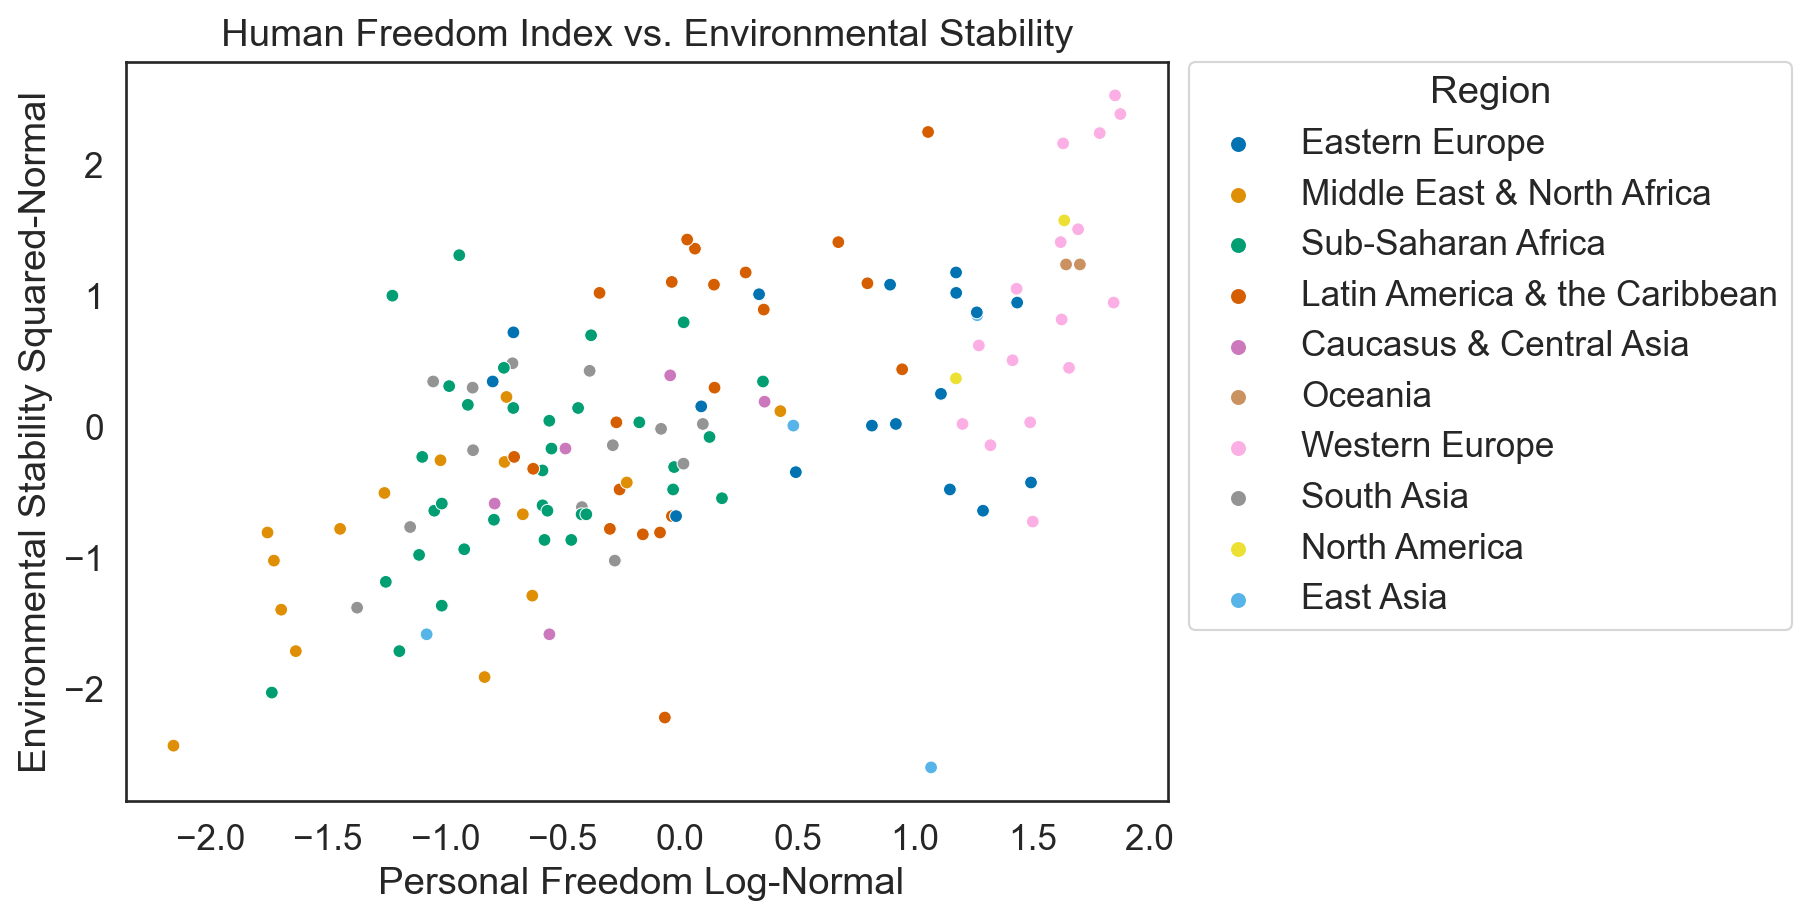 Human Freedom Index vs. Environmental Stability
Environmental Stabiliy Squared-Normal
2
1
0
−1
−2
−2.0 −1.5 −1.0 −0.5 0.0 0.5 1.0 1.5 2.0
Personal Freedom Log-Normal
Region
Eastern Europe
Middle East & North Africa
Sub-Saharan Africa
Latin America & the Caribbean
Caucasus & Central Asia
Oceania
Western Europe
South Asia
North America
East Asia